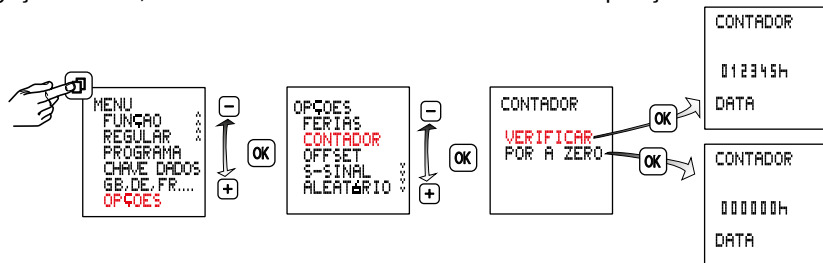 MENU
FUNÇAO
REGULAR
PROGRAMA
CHAVE DADOS
GB,DE,FR....
OPÇOES
OK
OPÇOES
FERIAS
CONTADOR
OFFSET
S-SINAL
ALEATÁRIO
OK
CONTADOR
VERIFICAR
POR A ZERO
OK
OK
CONTADOR
012345h
DATA
CONTADOR
000000h
DATA